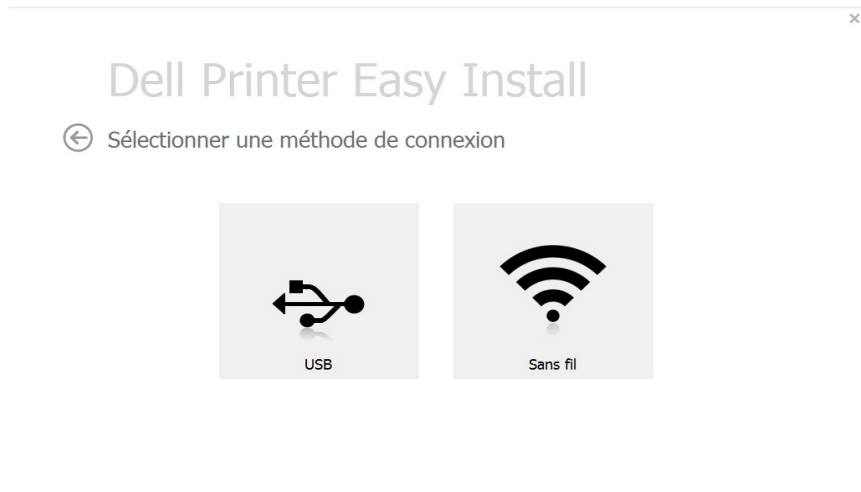 Dell Printer Easy Install
Sélectionner une méthode de connexion
USB
Sans fil